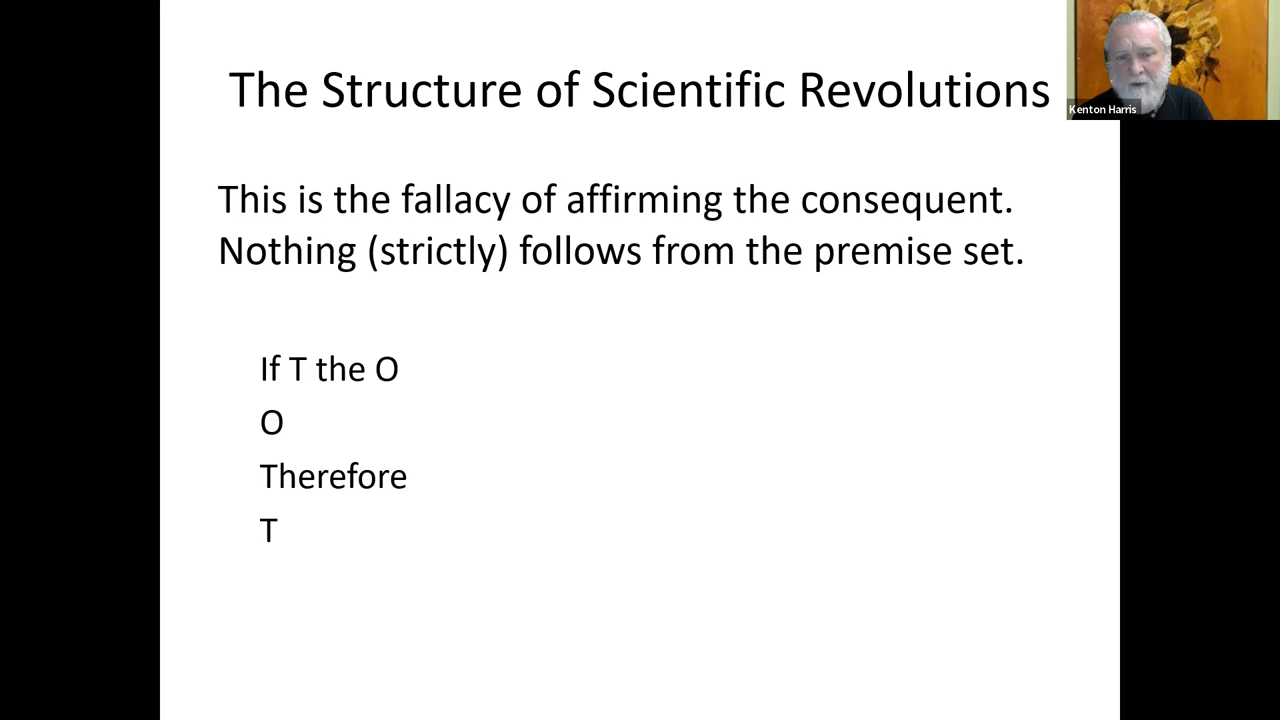 The Structure of Scientific Revolutions
Kenton Harris
This is the fallacy of affirming the consequent.
Nothing (strictly) follows from the premise set.
If T the O
O
Therefore
T